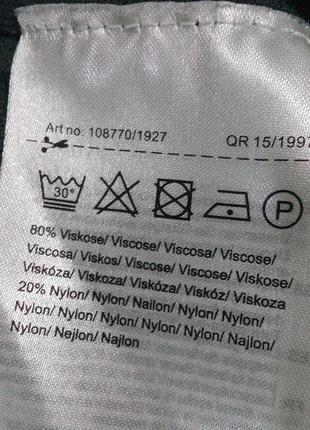 Art no: 108770/1927 QR 15/1997
30°
P
80% Viskose/ Viscose/ Viscosa/ Viscose/
Viscosa/ Viskos/ Viscose/ Viscose/ Viskose/
Viskóza/ Viskoza/ Viskóza/ Viskóz/ Viskoza
20% Nylon/ Nylon/ Nailon/ Nylon/ Nylon/
Nylon/ Nylon/ Nylon/ Nylon/ Nylon/ Najlon/
Nylon/ Nejlon/ Najlon